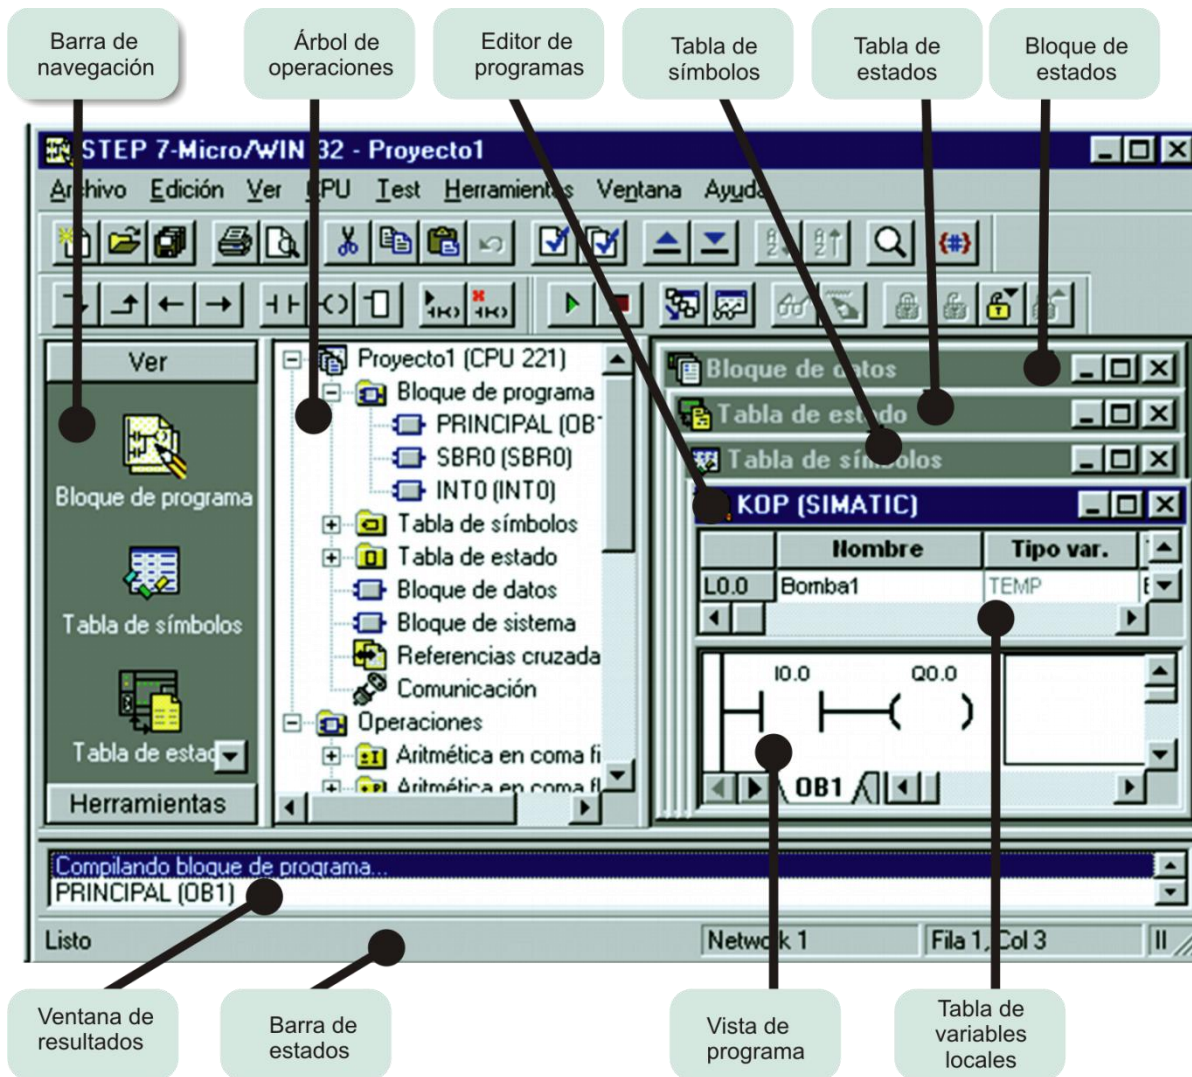 Barra de
navegación
Árbol de
operaciones
Editor de
programas
Tabla de
símbolos
Tabla de
estados
Bloque de
estados
STEP 7-Micro/WIN 32 - Proyecto1
Archivo Edición Ver CPU Test Herramientas Ventana Ayuda
Ver
Bloque de programa
Tabla de símbolos
Tabla de estad
Herramientas
Proyecto1 (CPU 221)
Bloque de programa
PRINCIPAL (OB1
SBR0 (SBR0)
INT0 (INT0)
Tabla de símbolos
Tabla de estado
Bloque de datos
Bloque de sistema
Referencias cruzada
Comunicación
Operaciones
Aritmética en coma fi
Aritmética en coma fl
Bloque de datos
Tabla de estado
Tabla de símbolos
KOP (SIMATIC)
Nombre Tipo var.
L0.0 Bomba1 TEMP
I0.0 Q0.0
OB1
Compilando bloque de programa...
PRINCIPAL (OB1)
Listo Network 1 Fila 1, Col 3
Ventana de
resultados
Barra de
estados
Vista de
programa
Tabla de
variables
locales